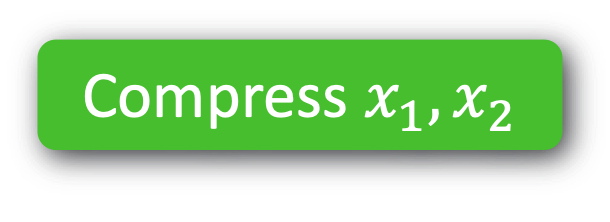 Compress x₁, x₂